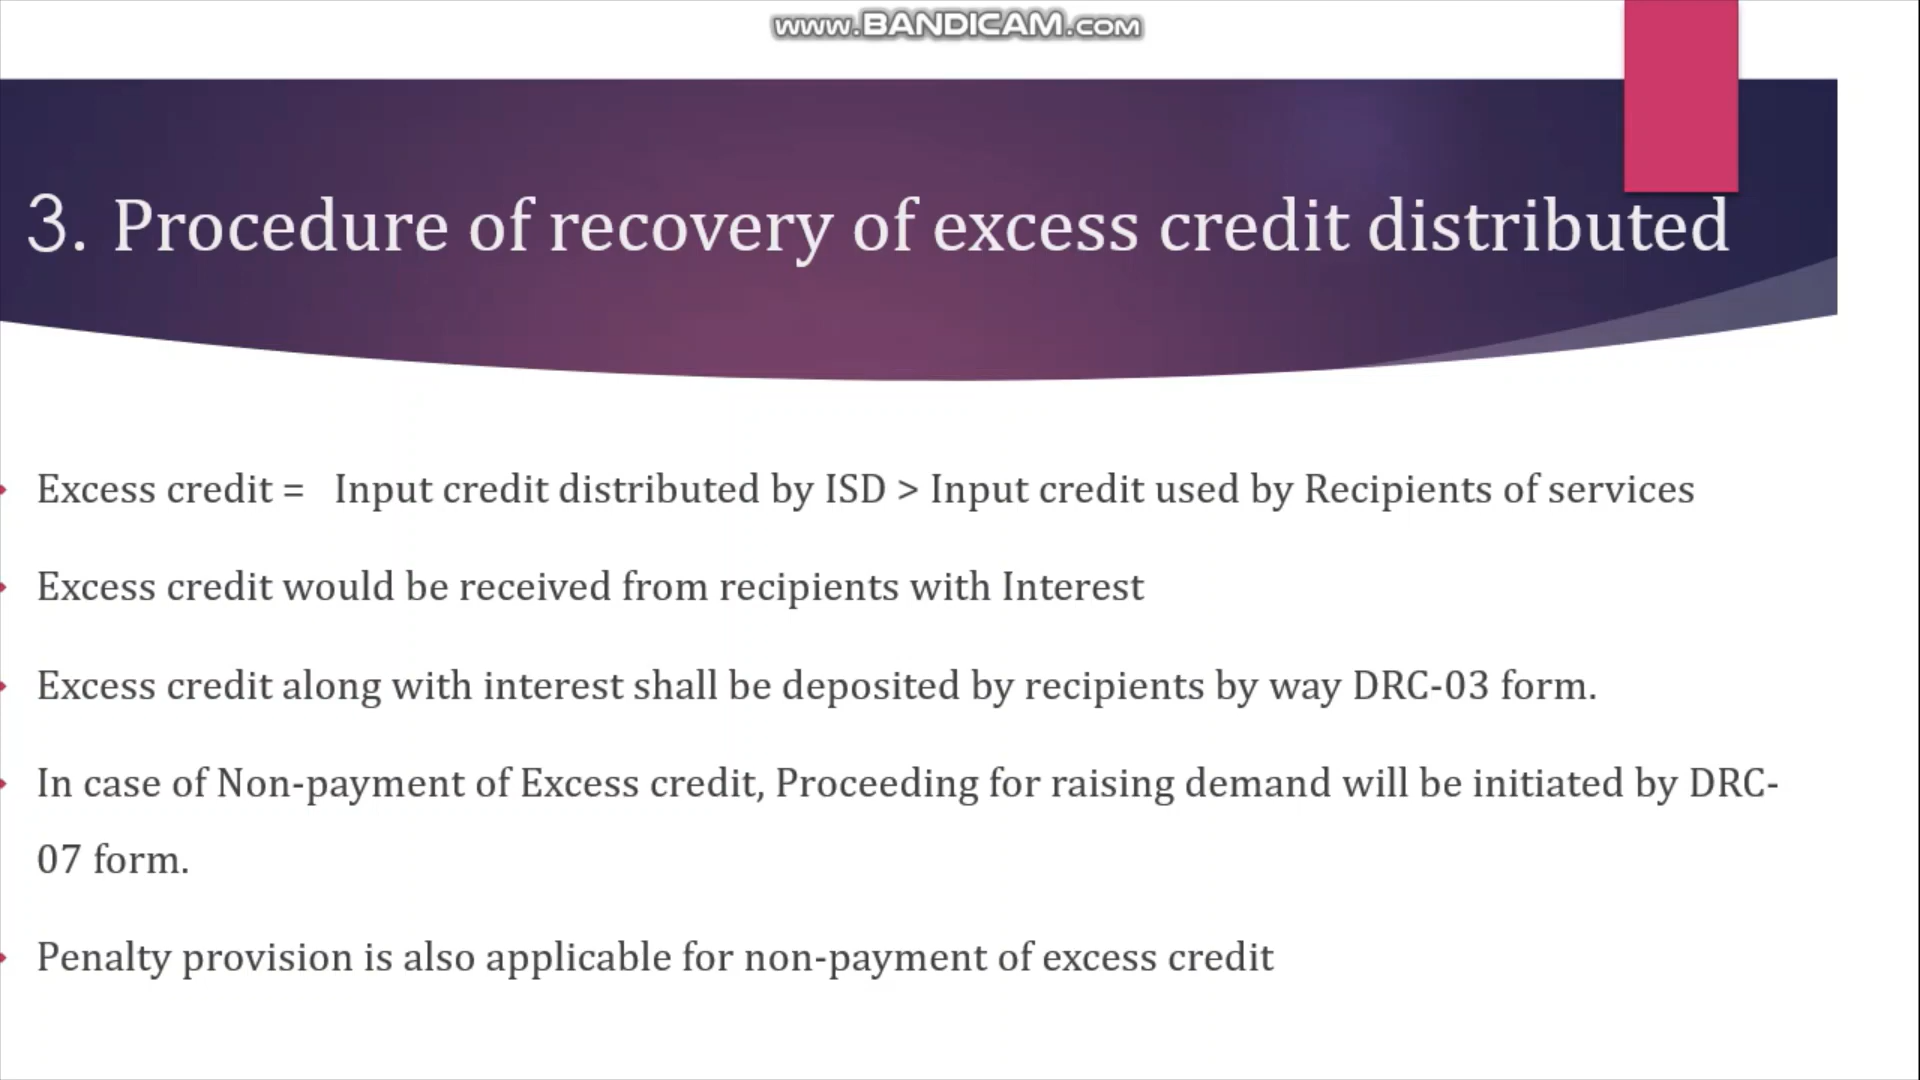 www.BANDICAM.com
3. Procedure of recovery of excess credit distributed
Excess credit = Input credit distributed by ISD > Input credit used by Recipients of services
Excess credit would be received from recipients with Interest
Excess credit along with interest shall be deposited by recipients by way DRC-03 form.
In case of Non-payment of Excess credit, Proceeding for raising demand will be initiated by DRC-
07 form.
Penalty provision is also applicable for non-payment of excess credit